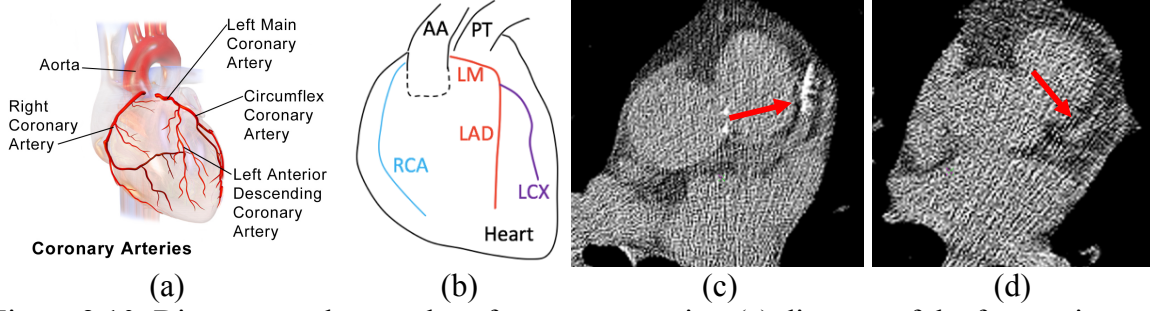 Left Main
Coronary
Artery
Aorta
Right
Coronary
Artery
Circumflex
Coronary
Artery
Left Anterior
Descending
Coronary
Artery
Coronary Arteries
(a)
AA
PT
LM
LAD
RCA
LCX
Heart
(b)
(c)
(d)